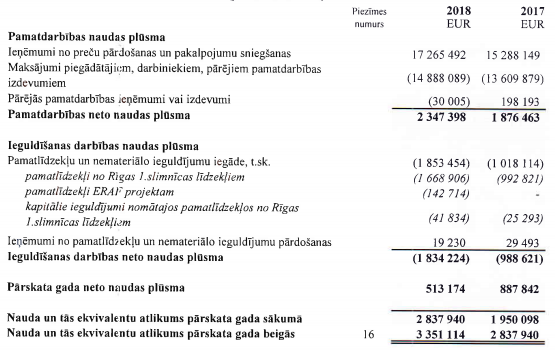 Piezīmes 2018 2017
numurs EUR EUR
Pamatdarbības naudas plūsma
Ieņēmumi no preču pārdošanas un pakalpojumu sniegšanas 17 265 492 15 288 149
Maksājumi piegādātājiem, darbiniekiem, pārējiem pamatdarbības
izdevumiem (14 888 089) (13 609 879)
Pārējās pamatdarbības ieņēmumi vai izdevumi (30 005) 198 193
Pamatdarbības neto naudas plūsma 2 347 398 1 876 463
Ieguldīšanas darbības naudas plūsma
Pamatlīdzekļu un nemateriālo ieguldījumu iegāde, t.sk. (1 853 454) (1 018 114)
pamatlīdzekļi no Rīgas 1.slimnīcas līdzekļiem (1 668 906) (992 821)
pamatlīdzekļi ERAF projektam (142 714) -
kapitālie ieguldījumi nomātajos pamatlīdzekļos no Rīgas
1.slimnīcas līdzekļiem (41 834) (25 293)
Ieņēmumi no pamatlīdzekļu un nemateriālo ieguldījumu pārdošanas 19 230 29 493
Ieguldīšanas darbības neto naudas plūsma (1 834 224) (988 621)
Pārskata gada neto naudas plūsma 513 174 887 842
Nauda un tās ekvivalentu atlikums pārskata gada sākumā 2 837 940 1 950 098
Nauda un tās ekvivalentu atlikums pārskata gada beigās 16 3 351 114 2 837 940